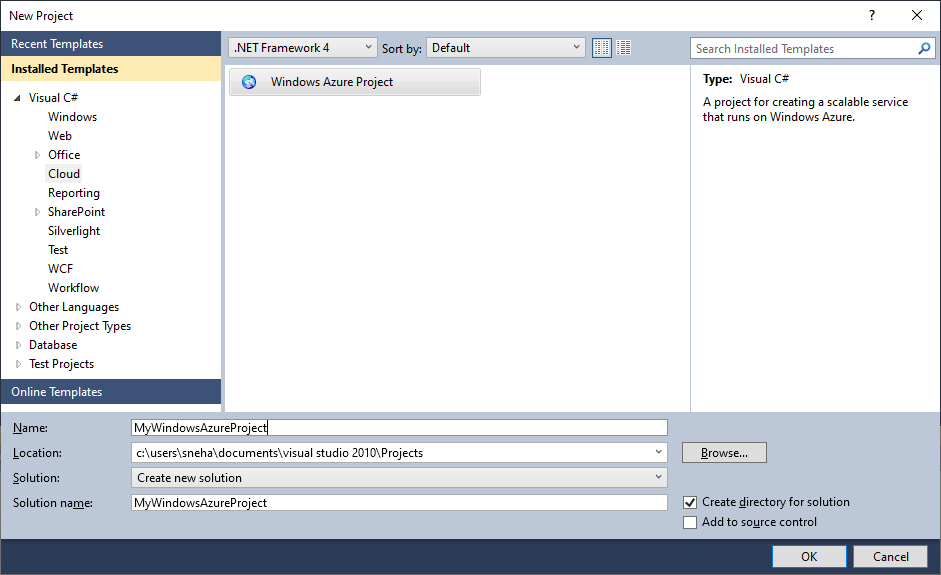 New Project
?
Recent Templates
Installed Templates
Visual C#
Windows
Web
Office
Cloud
Reporting
SharePoint
Silverlight
Test
WCF
Workflow
Other Languages
Other Project Types
Database
Test Projects
Online Templates
.NET Framework 4
Sort by:
Default
Windows Azure Project
Search Installed Templates
Type: Visual C#
A project for creating a scalable service
that runs on Windows Azure.
Name:
MyWindowsAzureProject
Location:
c:\users\sneha\documents\visual studio 2010\Projects
Browse...
Solution:
Create new solution
Solution name:
MyWindowsAzureProject
Create directory for solution
Add to source control
OK
Cancel